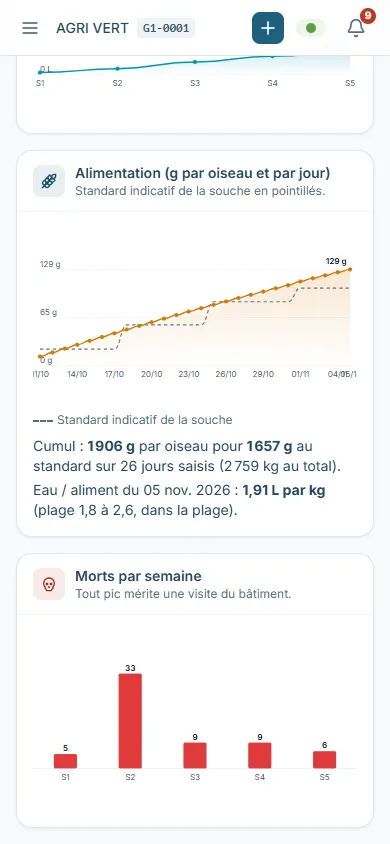 AGRI VERT G1-0001 9
0 L
S1 S2 S3 S4 S5
Alimentation (g par oiseau et par jour)
Standard indicatif de la souche en pointillés.
129 g
129 g
65 g
0 g
14/10 17/10 20/10 23/10 26/10 29/10 01/11
Standard indicatif de la souche
Cumul : 1906 g par oiseau pour 1657 g au
standard sur 26 jours saisis (2 759 kg au total).
Eau / aliment du 05 nov. 2026 : 1,91 L par kg
(plage 1,8 à 2,6, dans la plage).
Morts par semaine
Tout pic mérite une visite du bâtiment.
33
5 9 9 6
S1 S2 S3 S4 S5